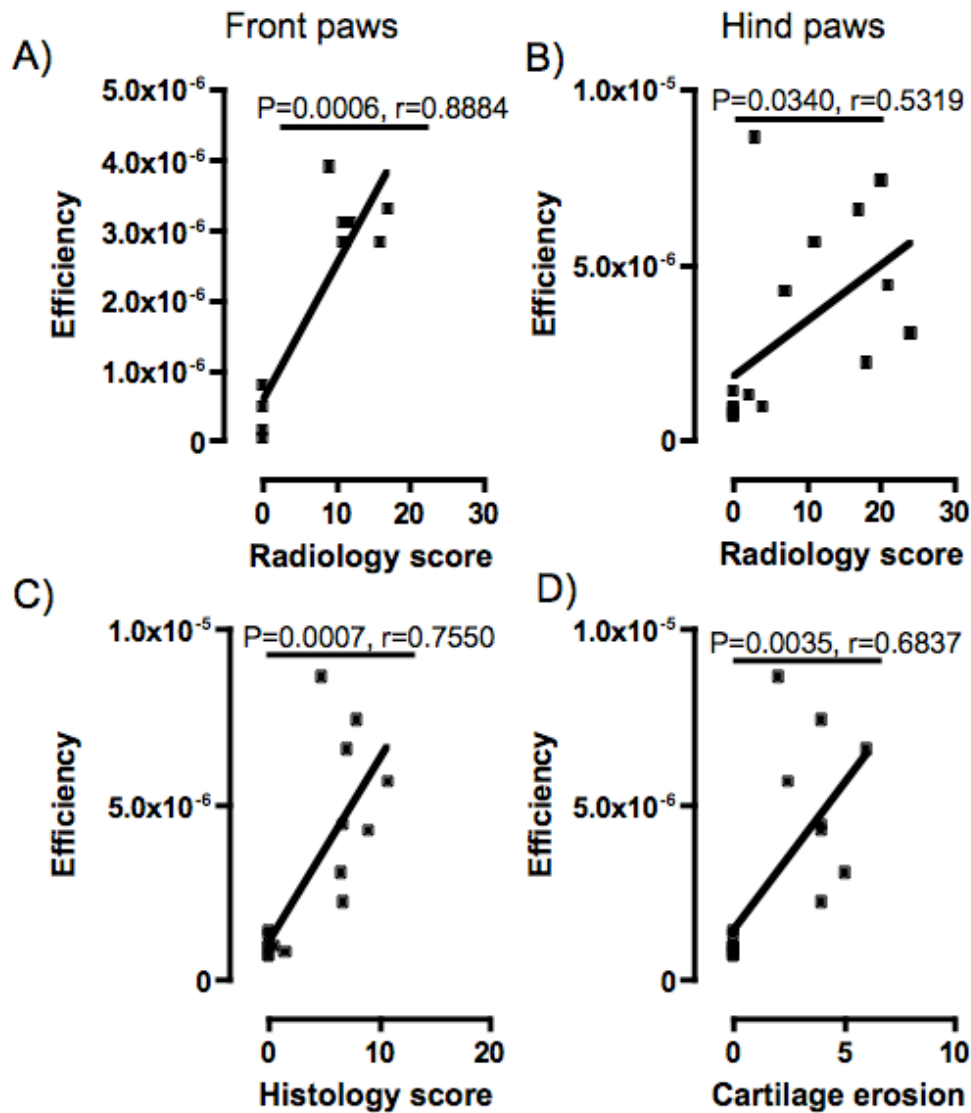 Front paws
Hind paws
A)
5.0x10⁻⁶
4.0x10⁻⁶
3.0x10⁻⁶
2.0x10⁻⁶
1.0x10⁻⁶
0
Efficiency
P=0.0006, r=0.8884
0 10 20 30
Radiology score
B)
1.0x10⁻⁵
5.0x10⁻⁶
0
Efficiency
P=0.0340, r=0.5319
0 10 20 30
Radiology score
C)
1.0x10⁻⁵
5.0x10⁻⁶
0
Efficiency
P=0.0007, r=0.7550
0 10 20
Histology score
D)
1.0x10⁻⁵
5.0x10⁻⁶
0
Efficiency
P=0.0035, r=0.6837
0 5 10
Cartilage erosion